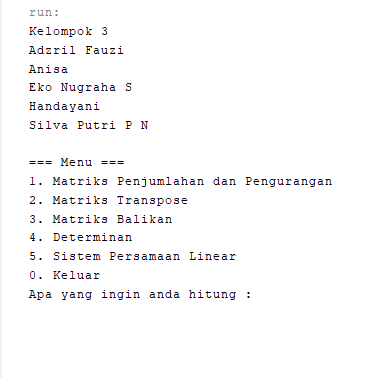 run:
Kelompok 3
Adzril Fauzi
Anisa
Eko Nugraha S
Handayani
Silva Putri P N
=== Menu ===
1. Matriks Penjumlahan dan Pengurangan
2. Matriks Transpose
3. Matriks Balikan
4. Determinan
5. Sistem Persamaan Linear
0. Keluar
Apa yang ingin anda hitung :